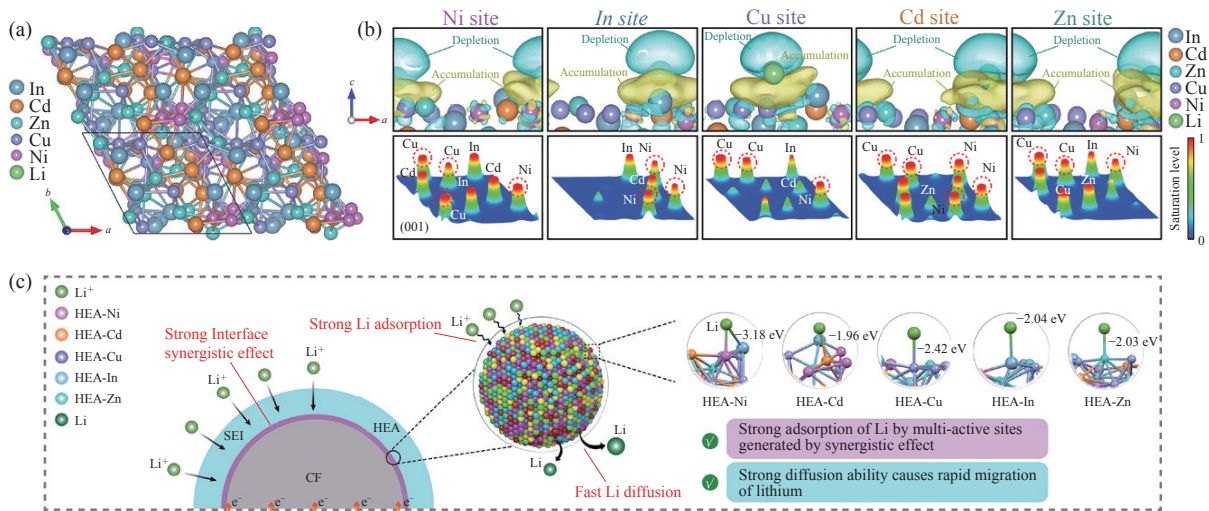 (a)
In
Cd
Zn
Cu
Ni
Li
b
a
c
a
(b)
Ni site
In site
Cu site
Cd site
Zn site
Depletion
Accumulation
Depletion
Accumulation
Depletion
Accumulation
Depletion
Accumulation
Depletion
Accumulation
In
Cd
Zn
Cu
Ni
Li
Cu
Cu
In
Cd
In
Cd
Ni
Cu
(001)
In
Ni
Cd
Ni
Ni
Cu
Cu
In
Cd
Ni
Cu
Cu
In
Ni
Zn
Ni
Ni
Cu
Cu
In
Ni
Cu
Zn
Ni
1
0
Saturation level
(c)
Li+
HEA-Ni
HEA-Cd
HEA-Cu
HEA-In
HEA-Zn
Li
Strong Interface
synergistic effect
Li+
Li+
Li+
Li+
Li+
SEI
HEA
CF
e−
e−
e−
e−
e−
Strong Li adsorption
Li+
Li
Li
Fast Li diffusion
Li
−3.18 eV
−1.96 eV
−2.42 eV
−2.04 eV
−2.03 eV
HEA-Ni
HEA-Cd
HEA-Cu
HEA-In
HEA-Zn
√
Strong adsorption of Li by multi-active sites
generated by synergistic effect
√
Strong diffusion ability causes rapid migration
of lithium